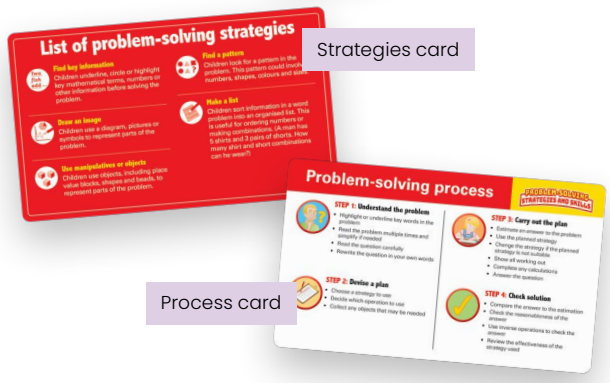 List of problem-solving strategies
Find key information
Children underline, circle or highlight
key mathematical terms, numbers or
other information before solving the
problem.
Draw an image
Children use a diagram, pictures or
symbols to represent parts of the
problem.
Use manipulatives or objects
Children use objects, including place
value blocks, shapes and beads, to
represent parts of the problem.
Find a pattern
Children look for a pattern in the
problem. This pattern could involve
numbers, shapes, colours and sizes.
Make a list
Children sort information in a word
problem into an organised list. This
is useful for ordering numbers or
making combinations. (A man has
5 shirts and 3 pairs of shorts. How
many shirt and short combinations
can he wear?)
Strategies card
Problem-solving process
PROBLEM-SOLVING
STRATEGIES AND SKILLS
STEP 1: Understand the problem
• Highlight or underline key words in the
problem
• Read the problem multiple times and
simplify if needed
• Read the question carefully
• Rewrite the question in your own words
STEP 2: Devise a plan
• Choose a strategy to use
• Decide which operation to use
• Collect any objects that may be needed
STEP 3: Carry out the plan
• Estimate an answer to the problem
• Use the planned strategy
• Change the strategy if the planned
strategy is not suitable
• Show all working out
• Complete any calculations
• Answer the question
STEP 4: Check solution
• Compare the answer to the estimation
• Check the reasonableness of the
answer
• Use inverse operations to check the
answer
• Review the effectiveness of the
strategy used
Process card